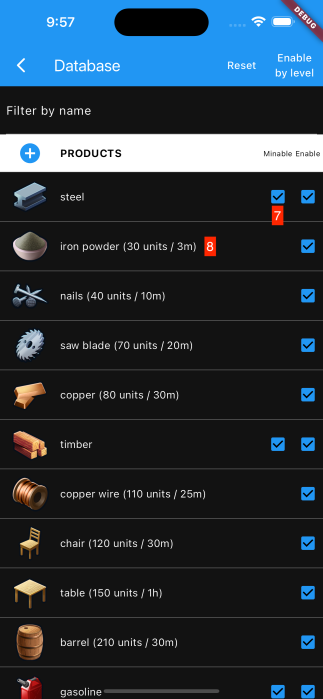 9:57
DEBUG
Database
Reset
Enable
by level
Filter by name
PRODUCTS
Minable Enable
steel
7
iron powder (30 units / 3m)
8
nails (40 units / 10m)
saw blade (70 units / 20m)
copper (80 units / 30m)
timber
copper wire (110 units / 25m)
chair (120 units / 30m)
table (150 units / 1h)
barrel (210 units / 30m)
gasoline